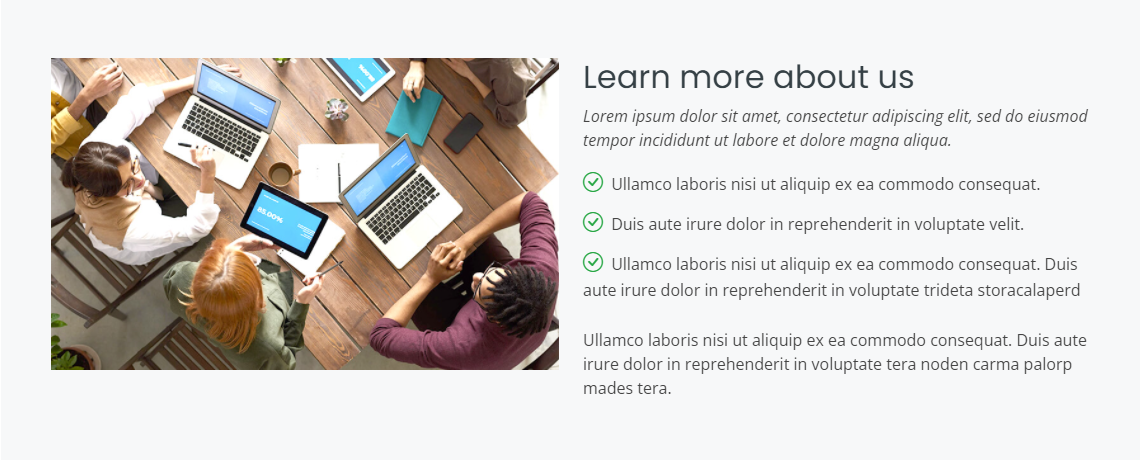 Learn more about us
Lorem ipsum dolor sit amet, consectetur adipiscing elit, sed do eiusmod
tempor incididunt ut labore et dolore magna aliqua.
Ullamco laboris nisi ut aliquip ex ea commodo consequat.
Duis aute irure dolor in reprehenderit in voluptate velit.
Ullamco laboris nisi ut aliquip ex ea commodo consequat. Duis
aute irure dolor in reprehenderit in voluptate trideta storacalaperd
Ullamco laboris nisi ut aliquip ex ea commodo consequat. Duis aute
irure dolor in reprehenderit in voluptate tera noden carma palorp
mades tera.
85.00%